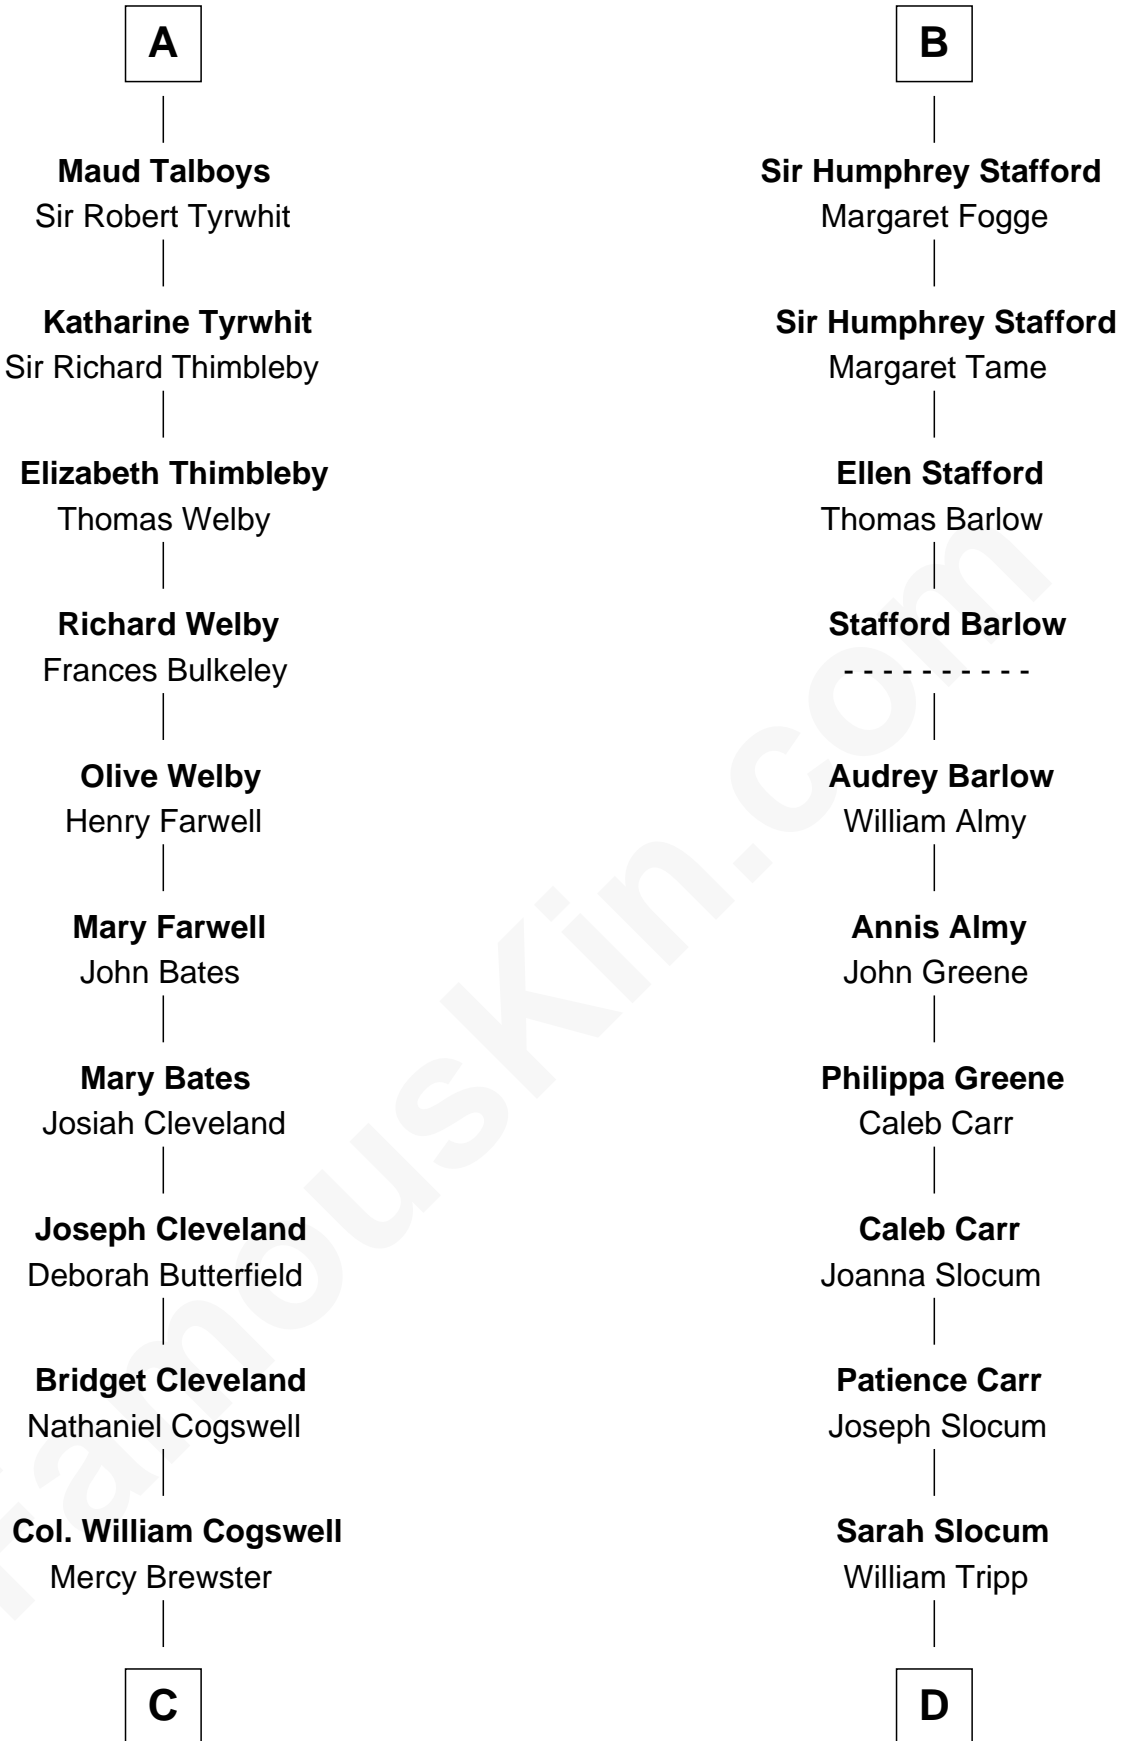 A
Maud Talboys
Sir Robert Tyrwhit
Katharine Tyrwhit
Sir Richard Thimbleby
Elizabeth Thimbleby
Thomas Welby
Richard Welby
Frances Bulkeley
Olive Welby
Henry Farwell
Mary Farwell
John Bates
Mary Bates
Josiah Cleveland
Joseph Cleveland
Deborah Butterfield
Bridget Cleveland
Nathaniel Cogswell
Col. William Cogswell
Mercy Brewster
C
B
Sir Humphrey Stafford
Margaret Fogge
Sir Humphrey Stafford
Margaret Tame
Ellen Stafford
Thomas Barlow
Stafford Barlow
- - - - - - - - - -
Audrey Barlow
William Almy
Annis Almy
John Greene
Philippa Greene
Caleb Carr
Caleb Carr
Joanna Slocum
Patience Carr
Joseph Slocum
Sarah Slocum
William Tripp
D
FamousKin.com